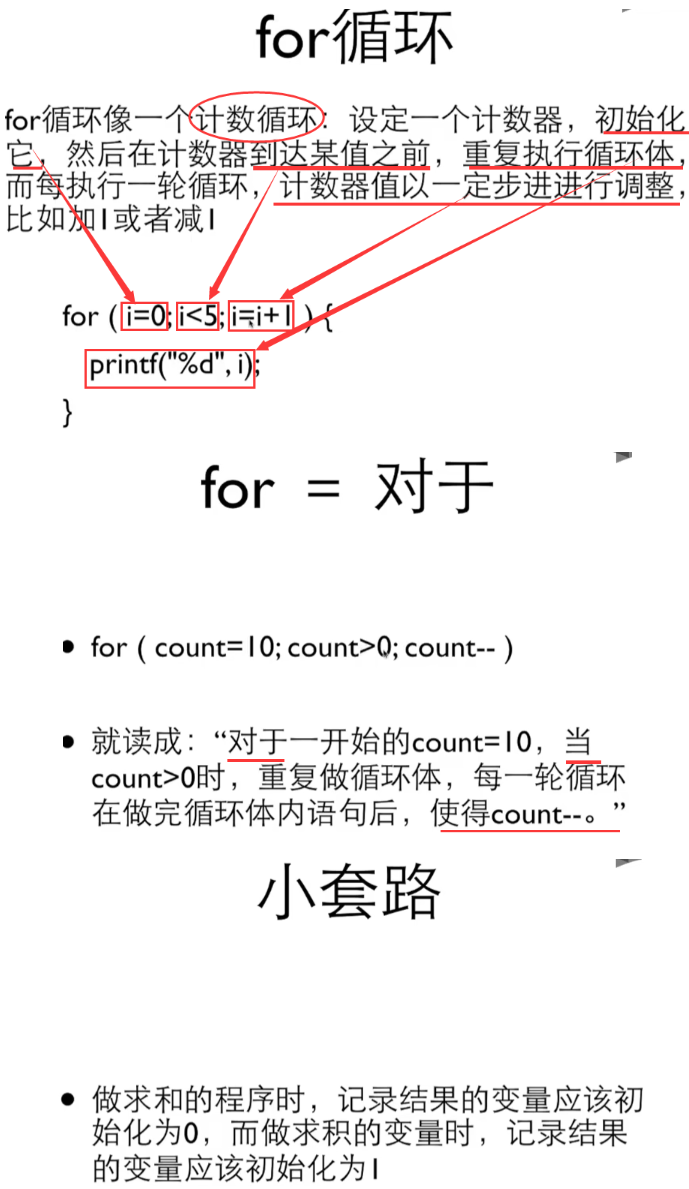 for循环
for循环像一个计数循环：设定一个计数器，初始化
它，然后在计数器到达某值之前，重复执行循环体，
而每执行一轮循环，计数器值以一定步进进行调整，
比如加1或者减1
for ( i=0; i<5; i=i+1 ) {
printf("%d", i);
}
for = 对于
• for ( count=10; count>0; count-- )
• 就读成：“对于一开始的count=10，当
count>0时，重复做循环体，每一轮循环
在做完循环体内语句后，使得count--。”
小套路
• 做求和的程序时，记录结果的变量应该初
始化为0，而做求积的变量时，记录结果
的变量应该初始化为1